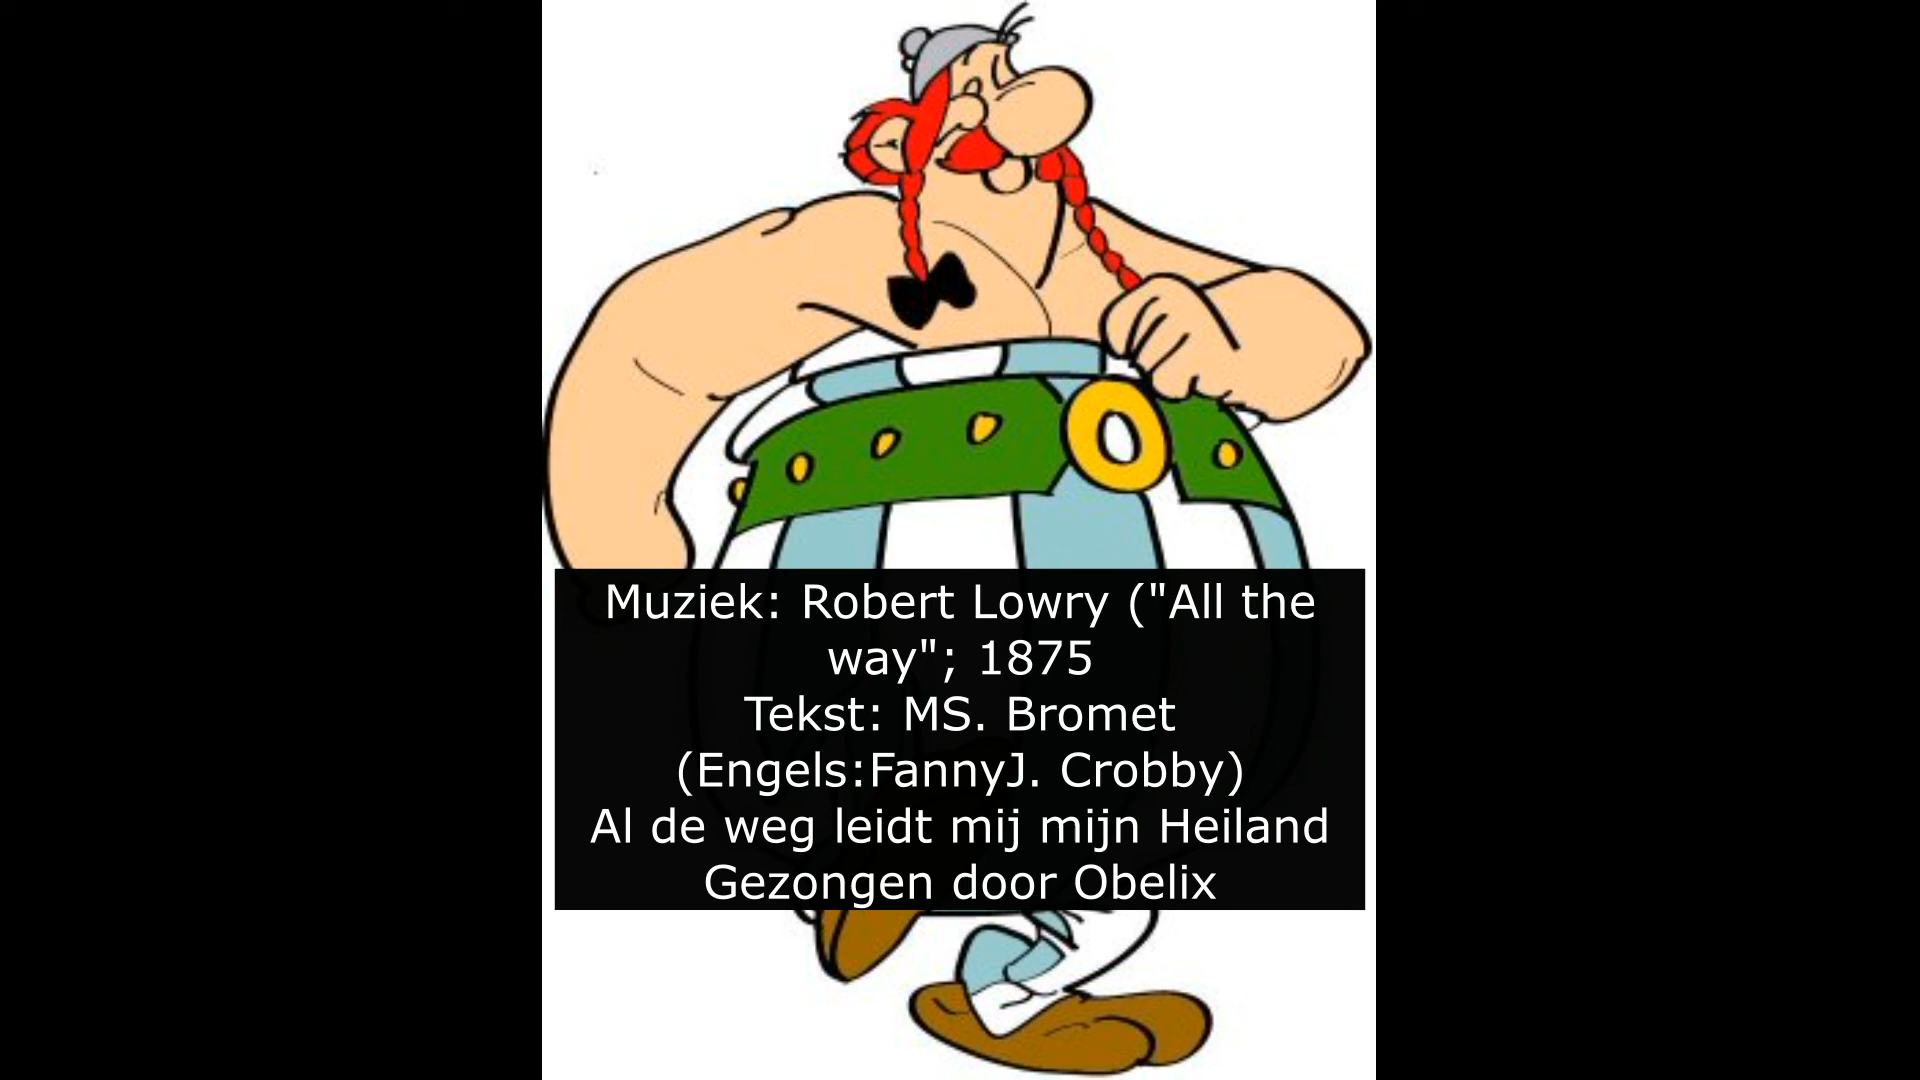 Muziek: Robert Lowry ("All the
way"; 1875
Tekst: MS. Bromet
(Engels:FannyJ. Crobby)
Al de weg leidt mij mijn Heiland
Gezongen door Obelix